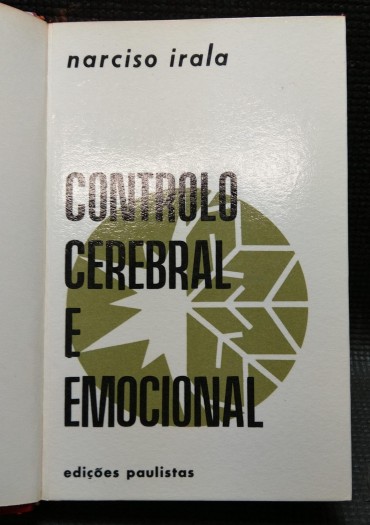 narciso irala
CONTROLO
CEREBRAL
E
EMOCIONAL
edições paulistas